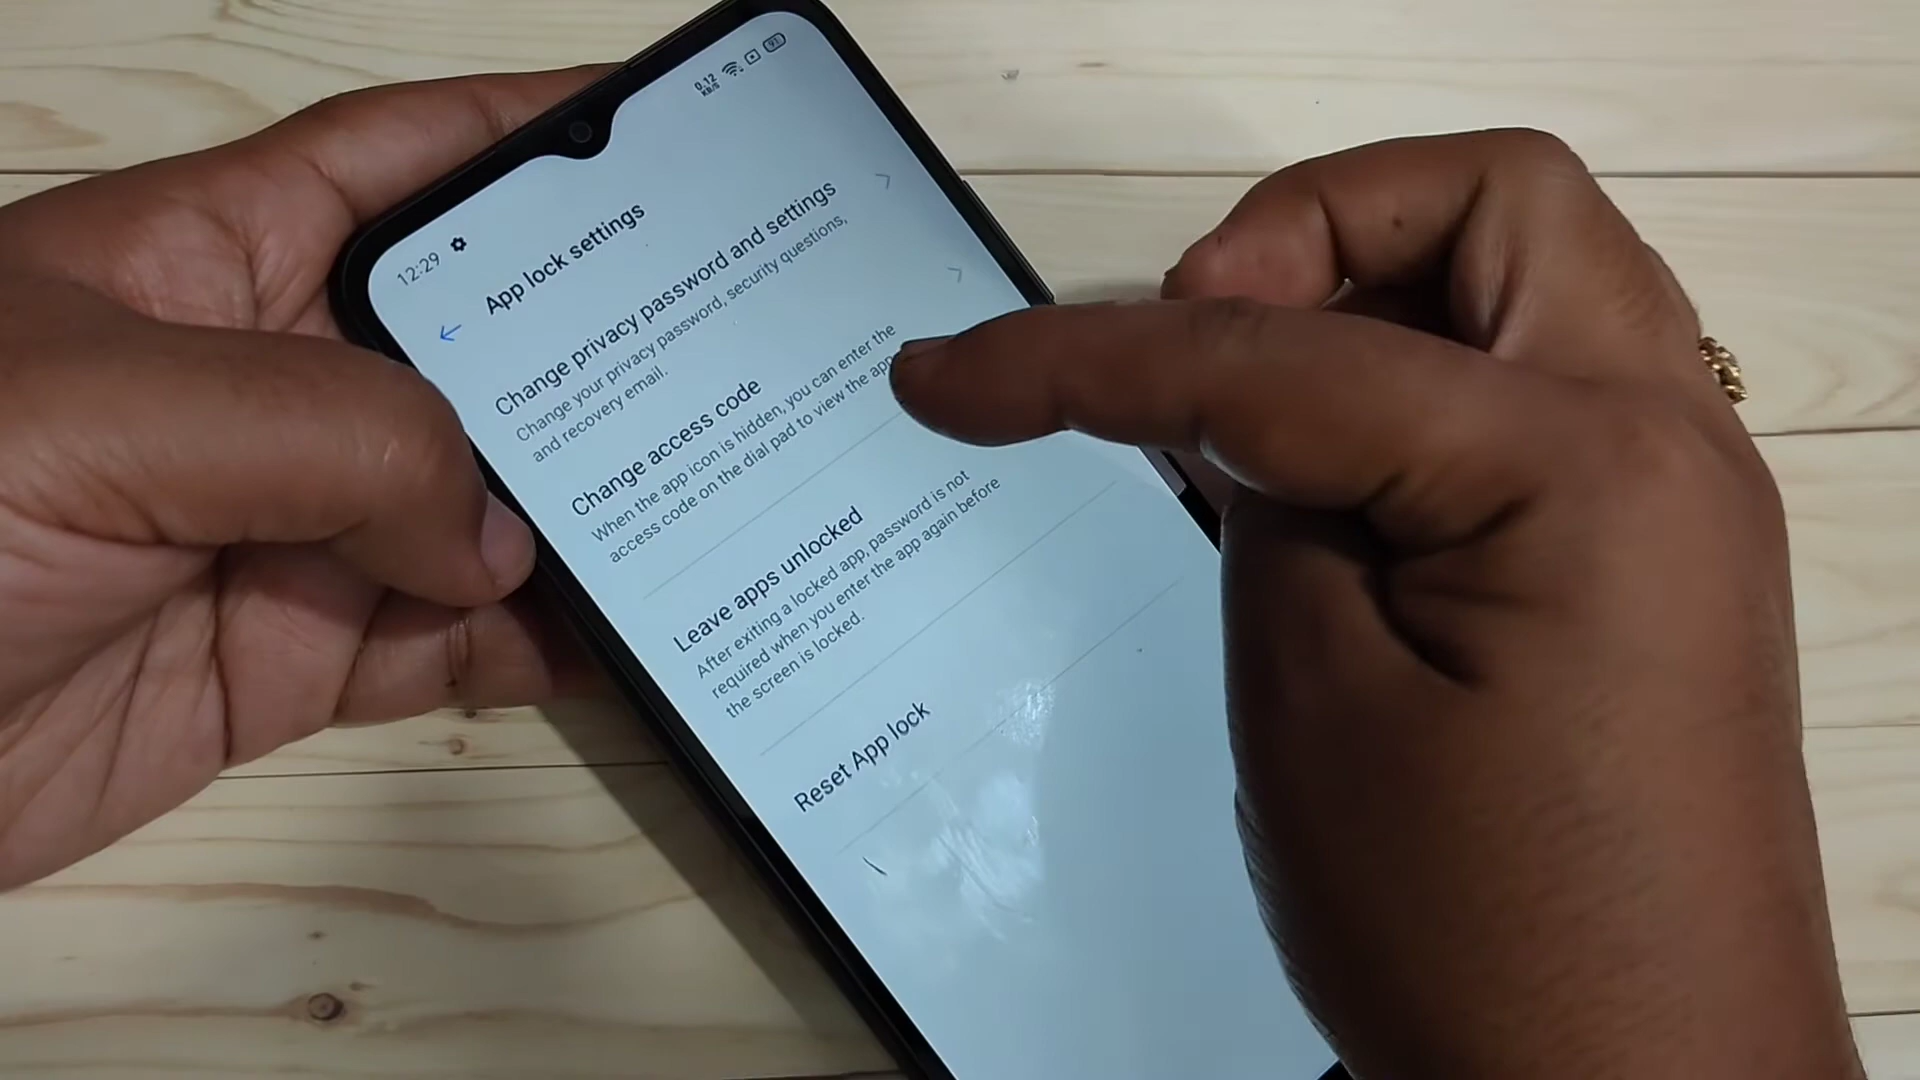 12:29
0.12
KB/S
91
App lock settings
Change privacy password and settings
Change your privacy password, security questions,
and recovery email.
Change access code
When the app icon is hidden, you can enter the
access code on the dial pad to view the app
Leave apps unlocked
After exiting a locked app, password is not
required when you enter the app again before
the screen is locked.
Reset App lock